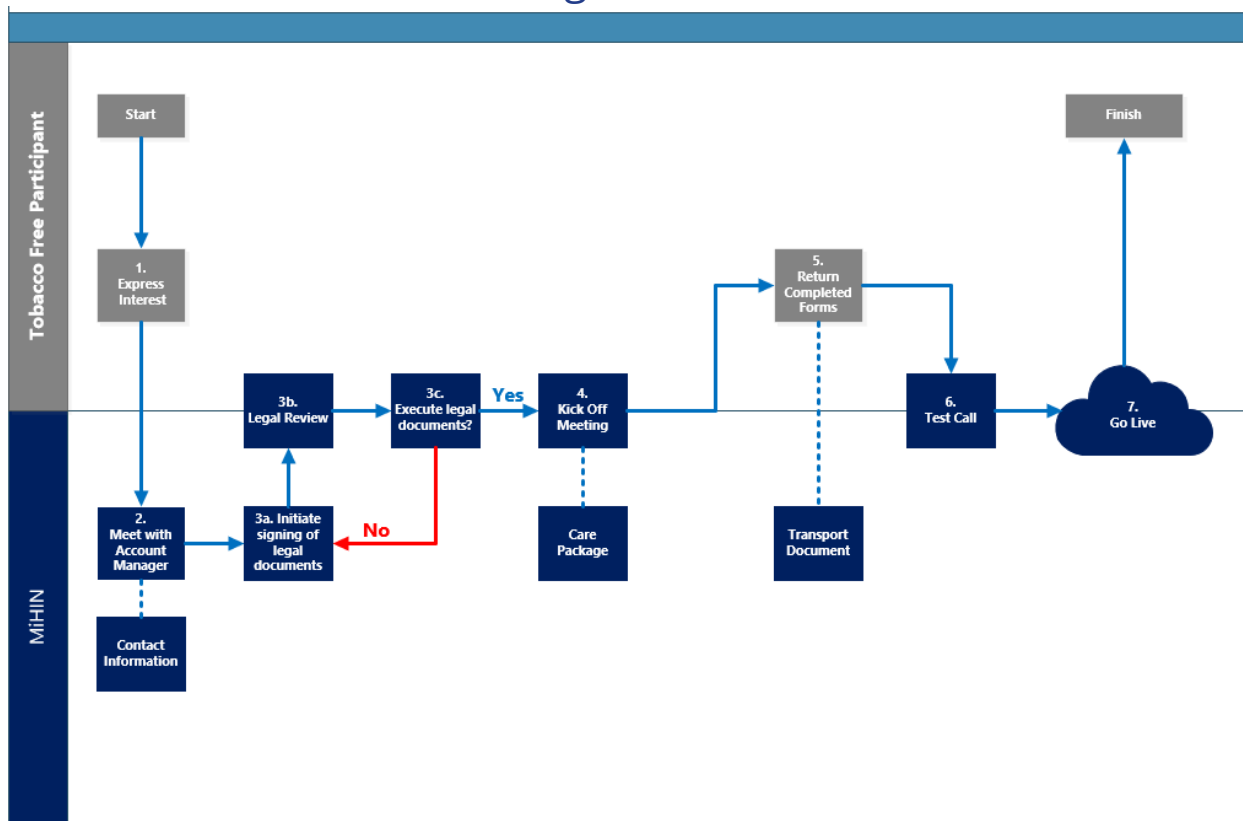 g
Tobacco Free Participant
MiHIN
Start
Finish
1.
Express
Interest
5.
Return
Completed
Forms
3b.
Legal Review
3c.
Execute legal
documents?
Yes
4.
Kick Off
Meeting
6.
Test Call
7.
Go Live
2.
Meet with
Account
Manager
3a. Initiate
signing of
legal
documents
No
Care
Package
Transport
Document
Contact
Information